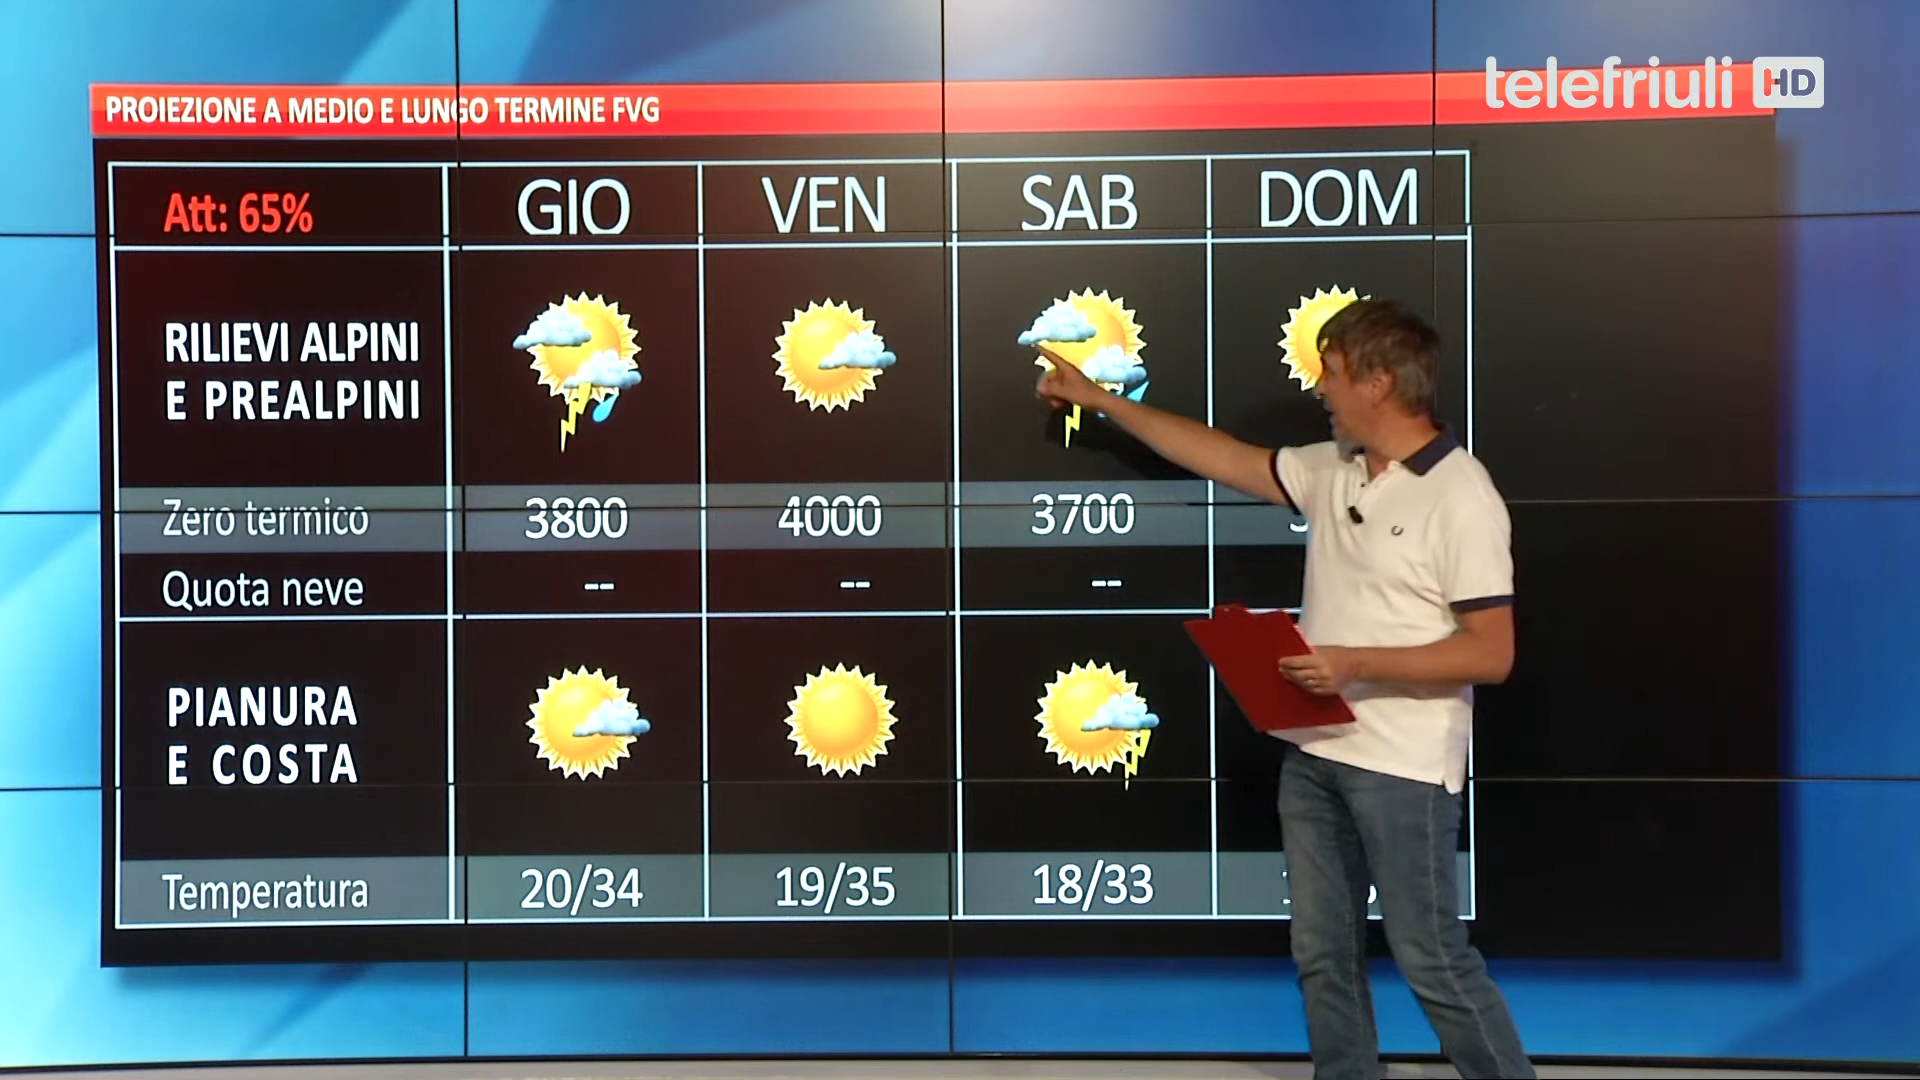 telefriuli HD
PROIEZIONE A MEDIO E LUNGO TERMINE FVG
Att: 65% GIO VEN SAB DOM
RILIEVI ALPINI
E PREALPINI
Zero termico 3800 4000 3700
Quota neve -- -- --
PIANURA
E COSTA
Temperatura 20/34 19/35 18/33